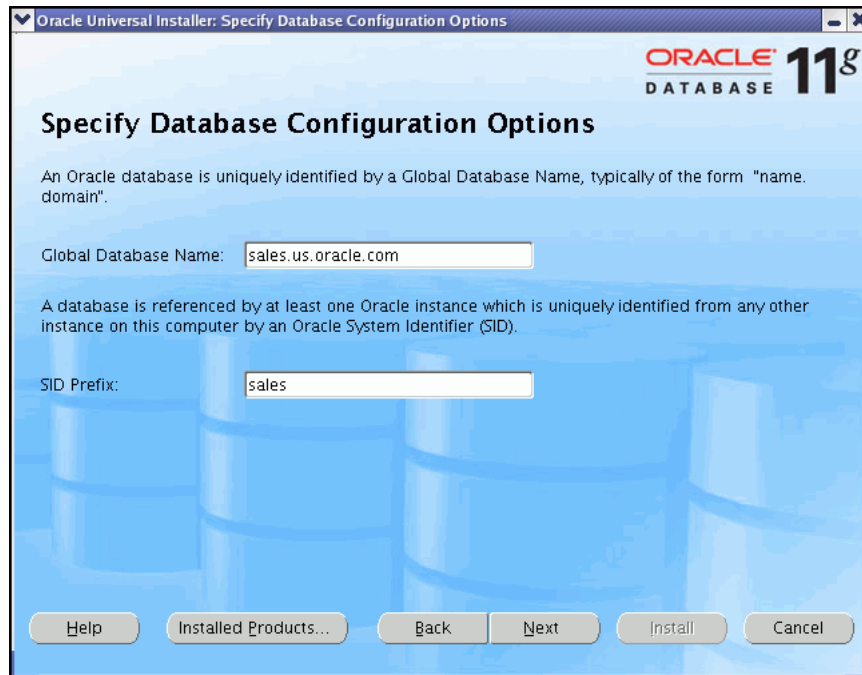 Oracle Universal Installer: Specify Database Configuration Options
ORACLE
DATABASE
11g
Specify Database Configuration Options
An Oracle database is uniquely identified by a Global Database Name, typically of the form "name.
domain".
Global Database Name:
sales.us.oracle.com
A database is referenced by at least one Oracle instance which is uniquely identified from any other
instance on this computer by an Oracle System Identifier (SID).
SID Prefix:
sales
Help
Installed Products...
Back
Next
Install
Cancel